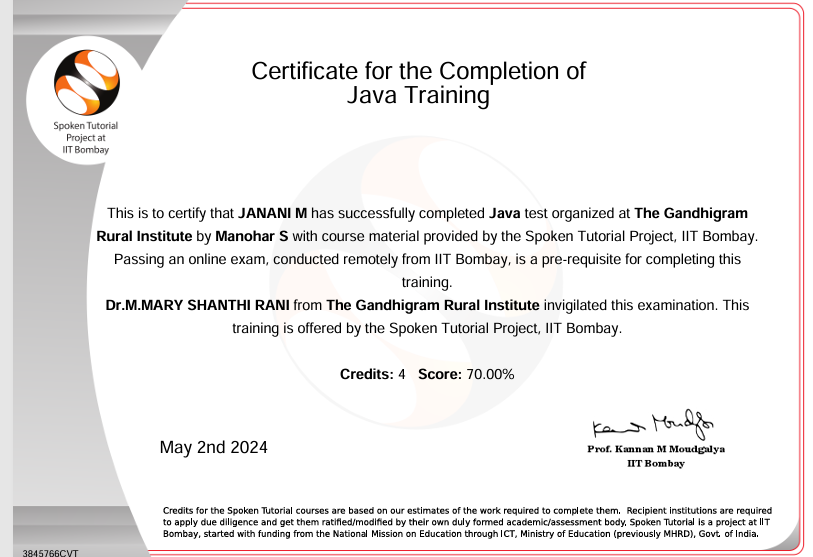 Certificate for the Completion of
Java Training
Spoken Tutorial
Project at
IIT Bombay
This is to certify that JANANI M has successfully completed Java test organized at The Gandhigram
Rural Institute by Manohar S with course material provided by the Spoken Tutorial Project, IIT Bombay.
Passing an online exam, conducted remotely from IIT Bombay, is a pre-requisite for completing this
training.
Dr.M.MARY SHANTHI RANI from The Gandhigram Rural Institute invigilated this examination. This
training is offered by the Spoken Tutorial Project, IIT Bombay.
Credits: 4 Score: 70.00%
May 2nd 2024
Prof. Kannan M Moudgalya
IIT Bombay
Credits for the Spoken Tutorial courses are based on our estimates of the work required to complete them. Recipient institutions are required
to apply due diligence and get them ratified/modified by their own duly formed academic/assessment body. Spoken Tutorial is a project at IIT
Bombay, started with funding from the National Mission on Education through ICT, Ministry of Education (previously MHRD), Govt. of India.
3845766CVT